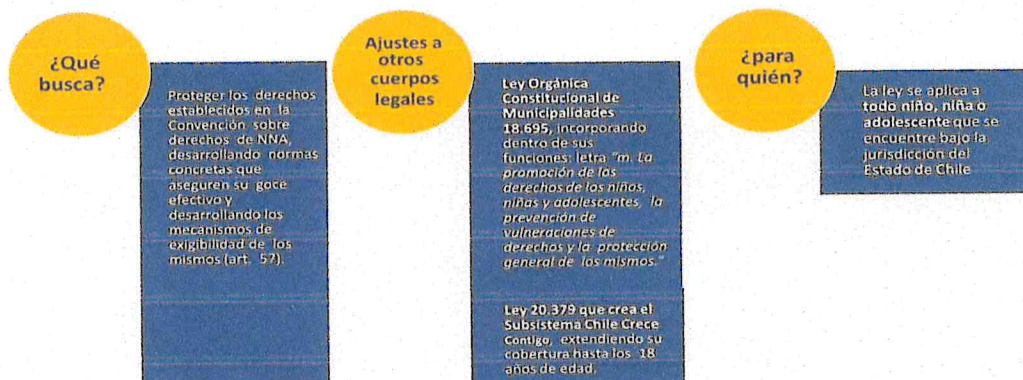 ¿Qué
busca?
Proteger los derechos
establecidos en la
Convención sobre
derechos de NNA,
desarrollando normas
concretas que
aseguren su goce
efectivo y
desarrollando los
mecanismos de
exigibilidad de los
mismos (art. 57).
Ajustes a
otros
cuerpos
legales
Ley Orgánica
Constitucional de
Municipalidades
18.695, incorporando
dentro de sus
funciones: letra "m. La
promoción de los
derechos de los niños,
niñas y adolescentes, la
prevención de
vulneraciones de
derechos y la protección
general de los mismos."
Ley 20.379 que crea el
Subsistema Chile Crece
Contigo, extendiendo su
cobertura hasta los 18
años de edad.
¿para
quién?
La ley se aplica a
todo niño, niña o
adolescente que se
encuentre bajo la
jurisdicción del
Estado de Chile